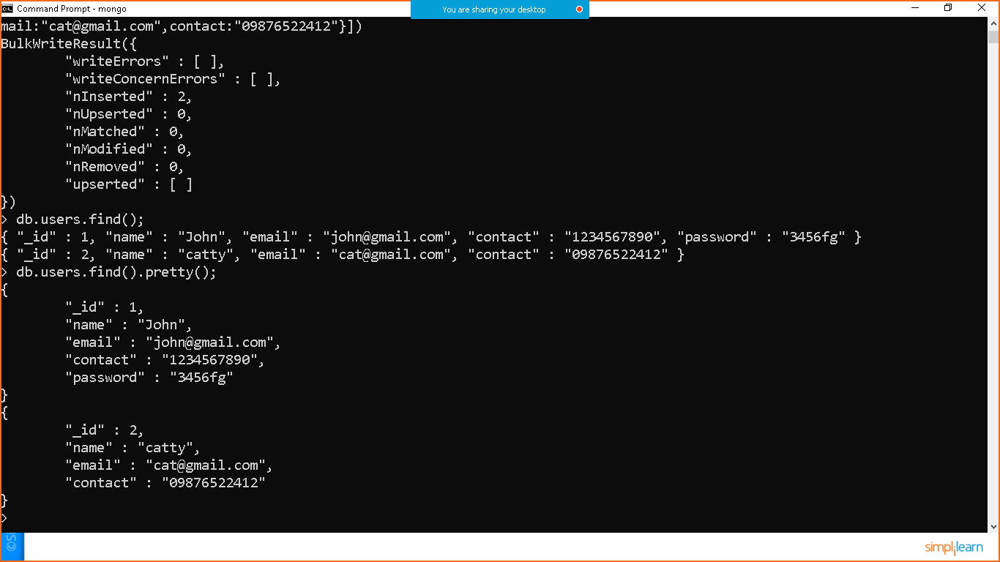 Command Prompt - mongo
You are sharing your desktop
mail:"cat@gmail.com",contact:"09876522412"}])
BulkWriteResult({
"writeErrors" : [ ],
"writeConcernErrors" : [ ],
"nInserted" : 2,
"nUpserted" : 0,
"nMatched" : 0,
"nModified" : 0,
"nRemoved" : 0,
"upserted" : [ ]
})
> db.users.find();
{ "_id" : 1, "name" : "John", "email" : "john@gmail.com", "contact" : "1234567890", "password" : "3456fg" }
{ "_id" : 2, "name" : "catty", "email" : "cat@gmail.com", "contact" : "09876522412" }
> db.users.find().pretty();
{
"_id" : 1,
"name" : "John",
"email" : "john@gmail.com",
"contact" : "1234567890",
"password" : "3456fg"
}
{
"_id" : 2,
"name" : "catty",
"email" : "cat@gmail.com",
"contact" : "09876522412"
}
>
simplilearn